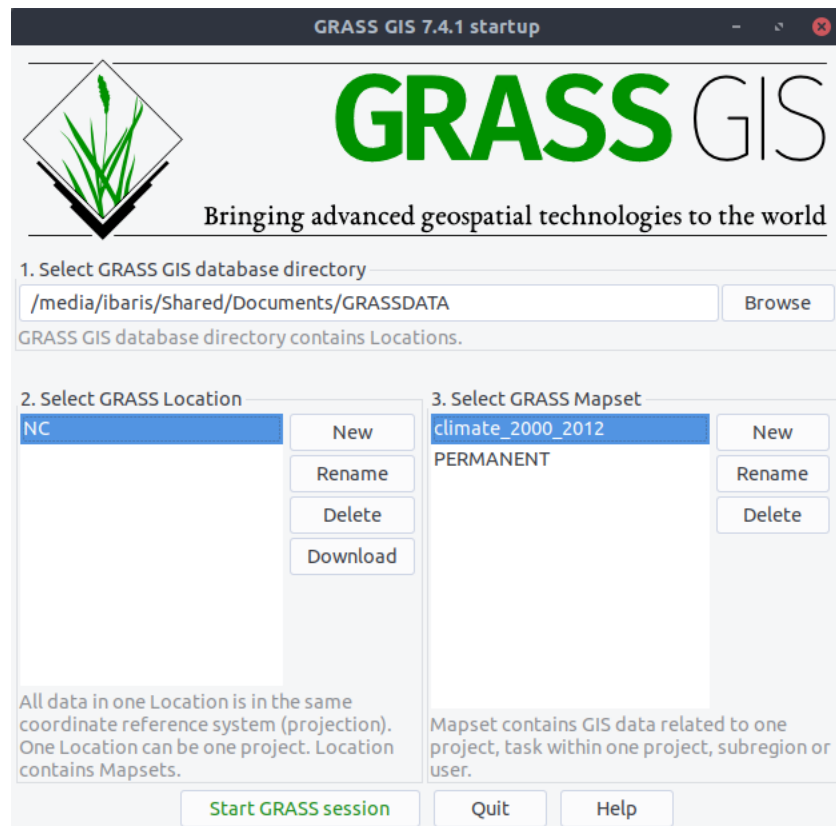 GRASS GIS 7.4.1 startup
GRASS GIS
Bringing advanced geospatial technologies to the world
1. Select GRASS GIS database directory
/media/ibaris/Shared/Documents/GRASSDATA
Browse
GRASS GIS database directory contains Locations.
2. Select GRASS Location
NC
New
Rename
Delete
Download
All data in one Location is in the same
coordinate reference system (projection).
One Location can be one project. Location
contains Mapsets.
3. Select GRASS Mapset
climate_2000_2012
PERMANENT
New
Rename
Delete
Mapset contains GIS data related to one
project, task within one project, subregion or
user.
Start GRASS session
Quit
Help